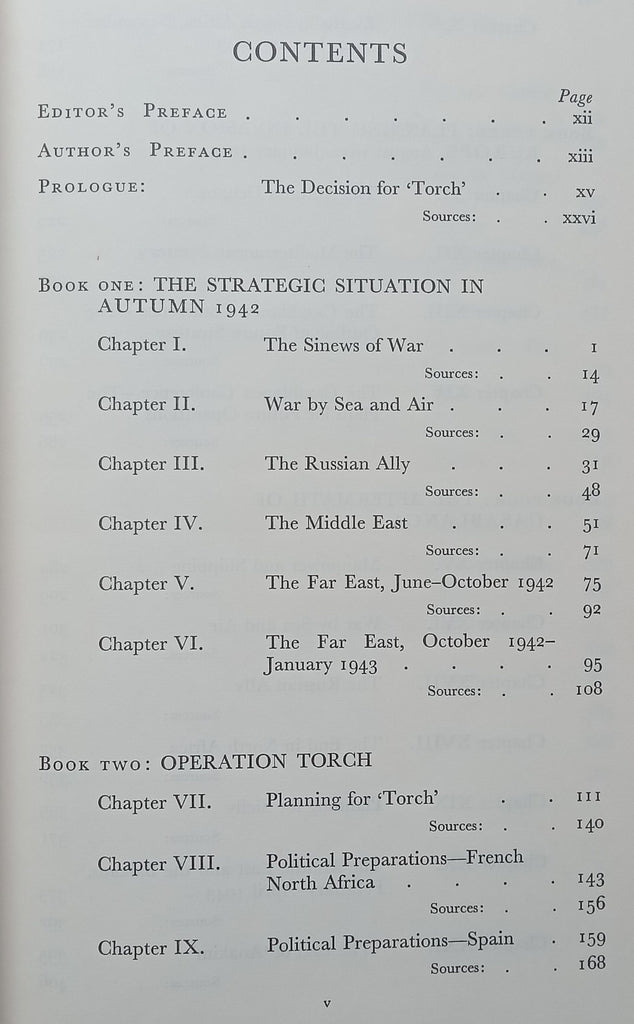 CONTENTS
Page
EDITOR'S PREFACE . . . . . . . xii
AUTHOR'S PREFACE . . . . . . . xiii
PROLOGUE: The Decision for ‘Torch’ . . xv
Sources: . . xxvi
BOOK ONE: THE STRATEGIC SITUATION IN
AUTUMN 1942
Chapter I. The Sinews of War . . . 1
Sources: . . 14
Chapter II. War by Sea and Air . . . 17
Sources: . . 29
Chapter III. The Russian Ally . . . 31
Sources: . . 48
Chapter IV. The Middle East . . . 51
Sources: . . 71
Chapter V. The Far East, June–October 1942 75
Sources: . . 92
Chapter VI. The Far East, October 1942–
January 1943 . . . . 95
Sources: . . 108
BOOK TWO: OPERATION TORCH
Chapter VII. Planning for ‘Torch’ . . 111
Sources: . . 140
Chapter VIII. Political Preparations—French
North Africa . . . . 143
Sources: . . 156
Chapter IX. Political Preparations—Spain . 159
Sources: . . 168
v